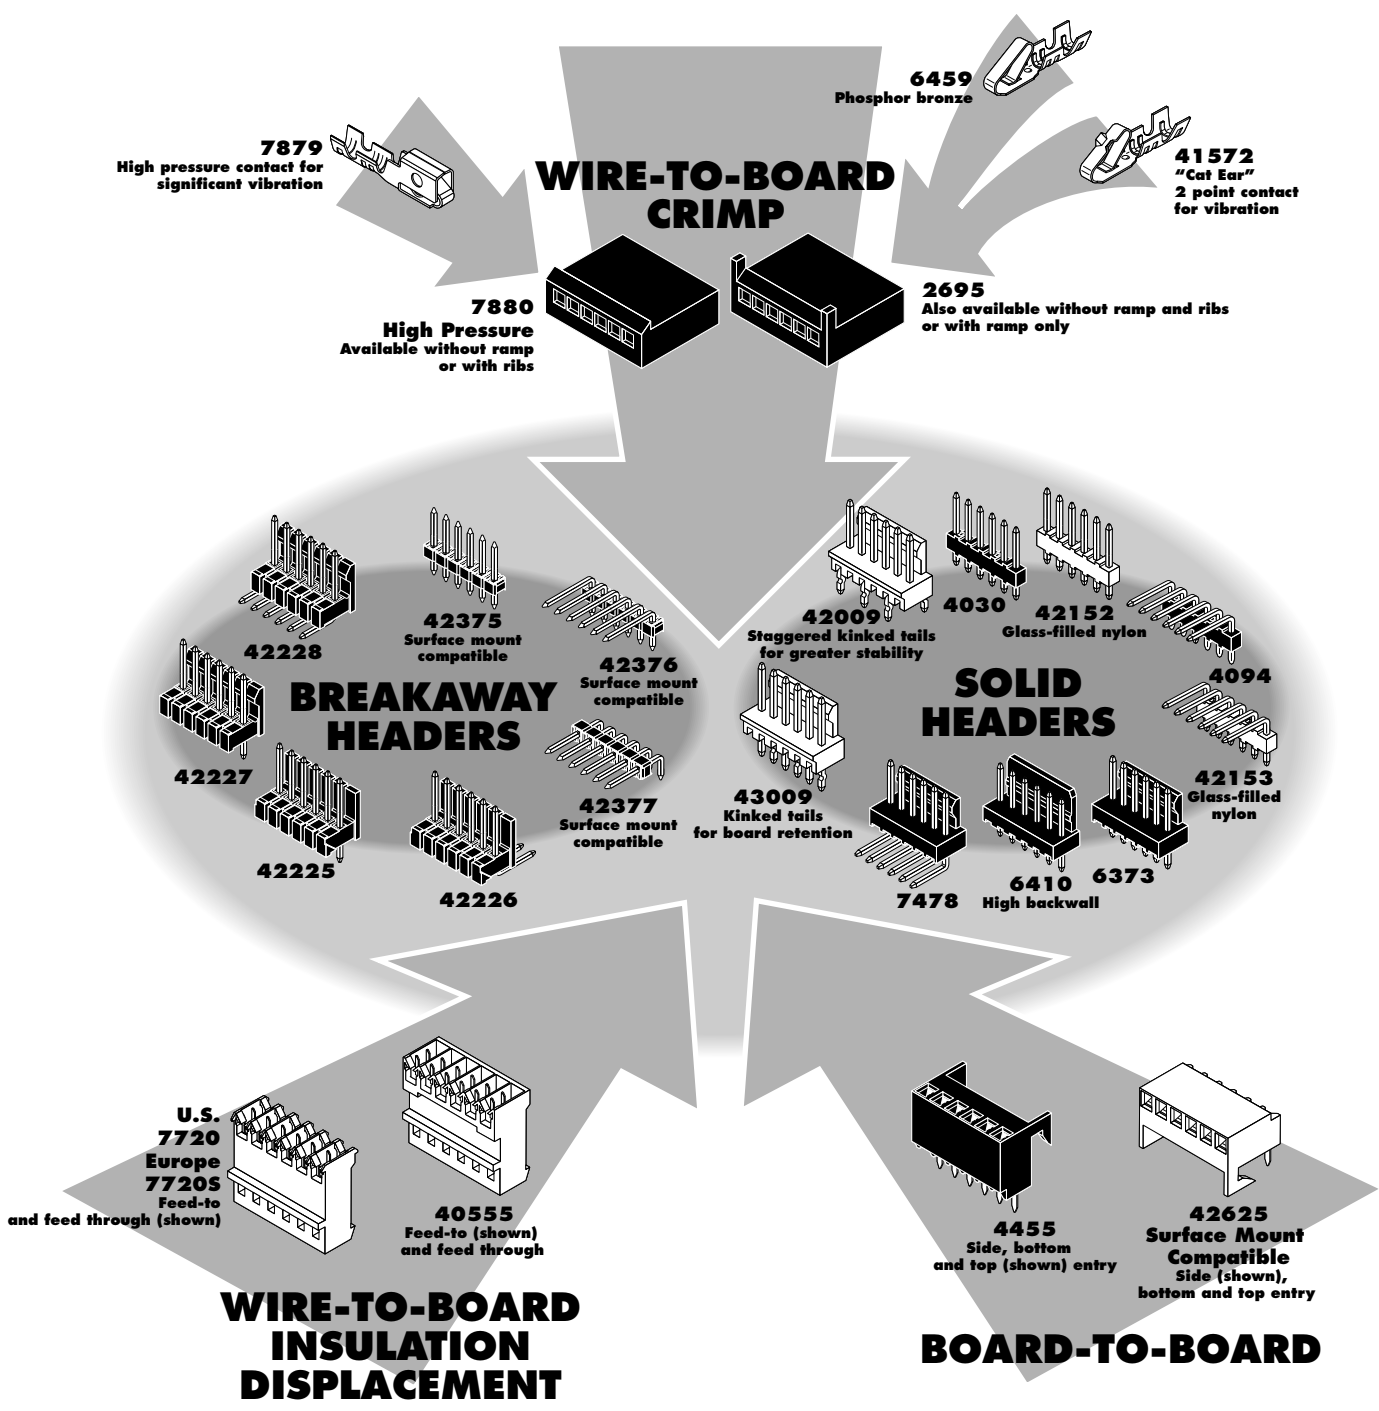 6459
Phosphor bronze
7879
High pressure contact for
significant vibration
41572
“Cat Ear”
2 point contact
for vibration
WIRE-TO-BOARD
CRIMP
7880
High Pressure
Available without ramp
or with ribs
2695
Also available without ramp and ribs
or with ramp only
42228
42375
Surface mount
compatible
42376
Surface mount
compatible
BREAKAWAY
HEADERS
42227
42225
42226
42377
Surface mount
compatible
42009
Staggered kinked tails
for greater stability
4030
42152
Glass-filled nylon
4094
SOLID
HEADERS
43009
Kinked tails
for board retention
7478
6410
High backwall
6373
42153
Glass-filled
nylon
U.S.
7720
Europe
7720S
Feed-to
and feed through (shown)
40555
Feed-to (shown)
and feed through
WIRE-TO-BOARD
INSULATION
DISPLACEMENT
4455
Side, bottom
and top (shown) entry
42625
Surface Mount
Compatible
Side (shown),
bottom and top entry
BOARD-TO-BOARD